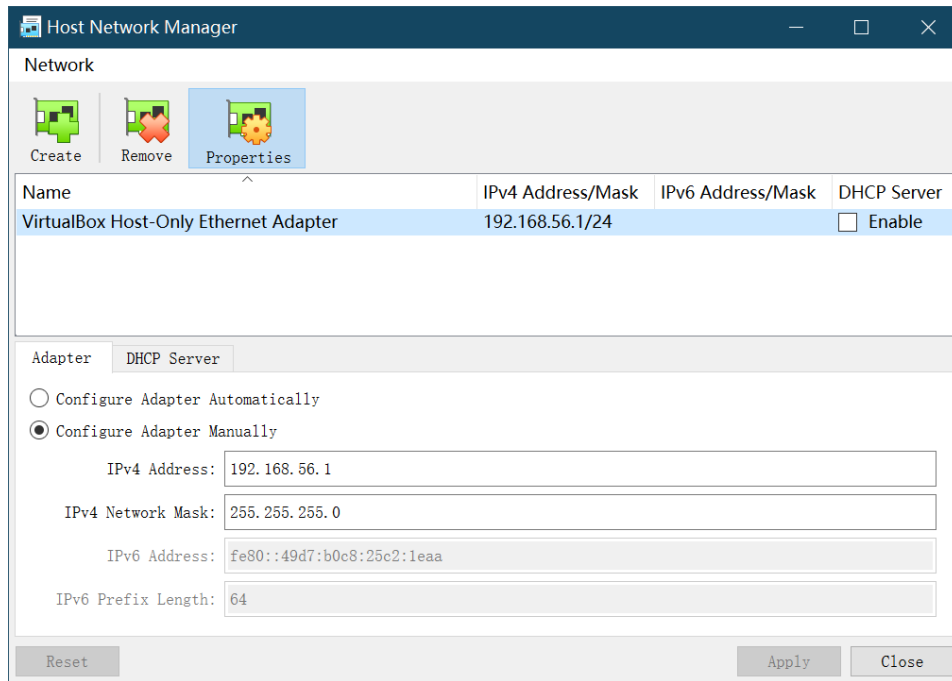 Host Network Manager
Network
Create Remove Properties
Name IPv4 Address/Mask IPv6 Address/Mask DHCP Server
VirtualBox Host-Only Ethernet Adapter 192.168.56.1/24 Enable
Adapter DHCP Server
Configure Adapter Automatically
Configure Adapter Manually
IPv4 Address: 192.168.56.1
IPv4 Network Mask: 255.255.255.0
IPv6 Address: fe80::49d7:b0c8:25c2:1eaa
IPv6 Prefix Length: 64
Reset Apply Close